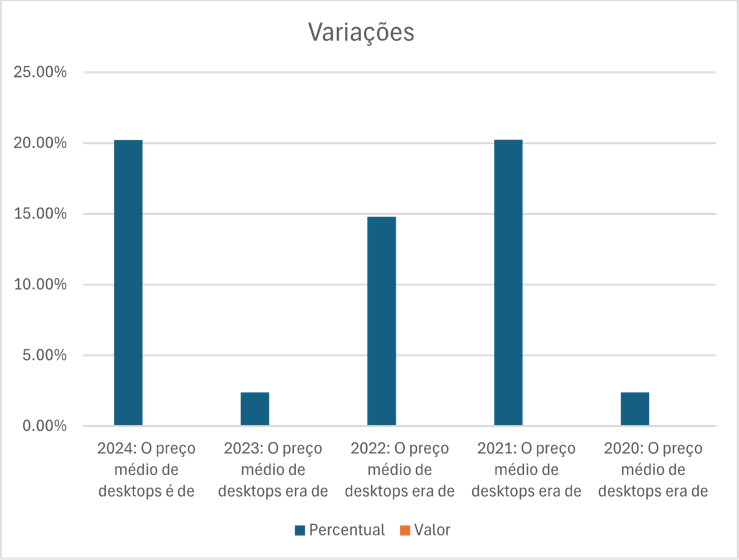 Variações
25.00%
20.00%
15.00%
10.00%
5.00%
0.00%
2024: O preço
médio de
desktops é de
2023: O preço
médio de
desktops era de
2022: O preço
médio de
desktops era de
2021: O preço
médio de
desktops era de
2020: O preço
médio de
desktops era de
Percentual
Valor